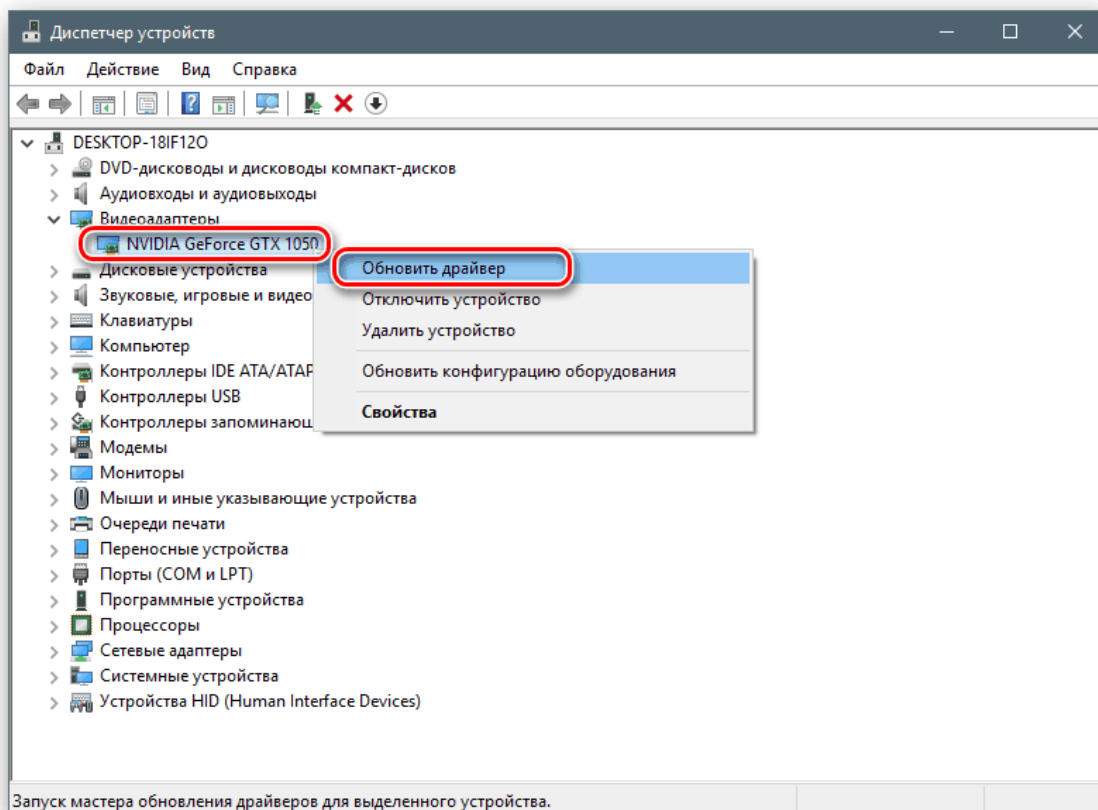 Диспетчер устройств
Файл Действие Вид Справка
DESKTOP-18IF12O
DVD-дисководы и дисководы компакт-дисков
Аудиовходы и аудиовыходы
Видеоадаптеры
NVIDIA GeForce GTX 1050
Обновить драйвер
Отключить устройство
Удалить устройство
Обновить конфигурацию оборудования
Свойства
Дисковые устройства
Звуковые, игровые и видео
Клавиатуры
Компьютер
Контроллеры IDE ATA/ATAP
Контроллеры USB
Контроллеры запоминающ
Модемы
Мониторы
Мыши и иные указывающие устройства
Очереди печати
Переносные устройства
Порты (COM и LPT)
Программные устройства
Процессоры
Сетевые адаптеры
Системные устройства
Устройства HID (Human Interface Devices)
Запуск мастера обновления драйверов для выделенного устройства.